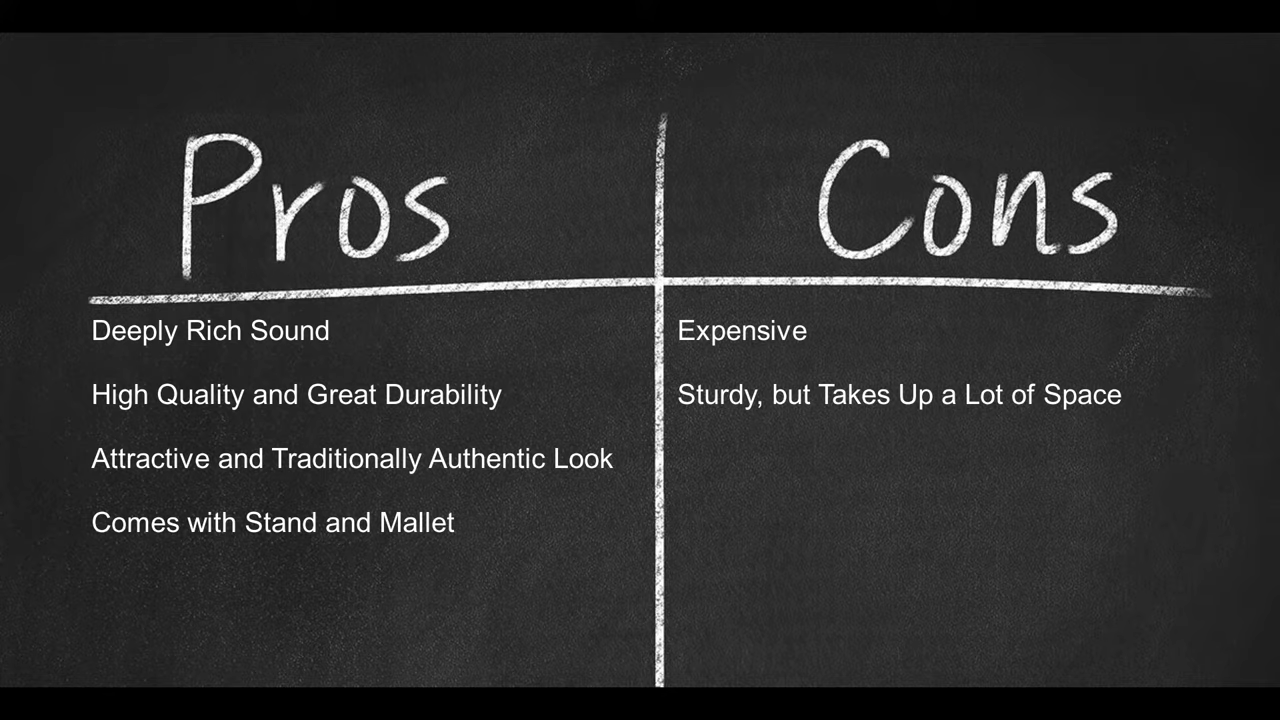 Pros
Cons
Deeply Rich Sound
High Quality and Great Durability
Attractive and Traditionally Authentic Look
Comes with Stand and Mallet
Expensive
Sturdy, but Takes Up a Lot of Space